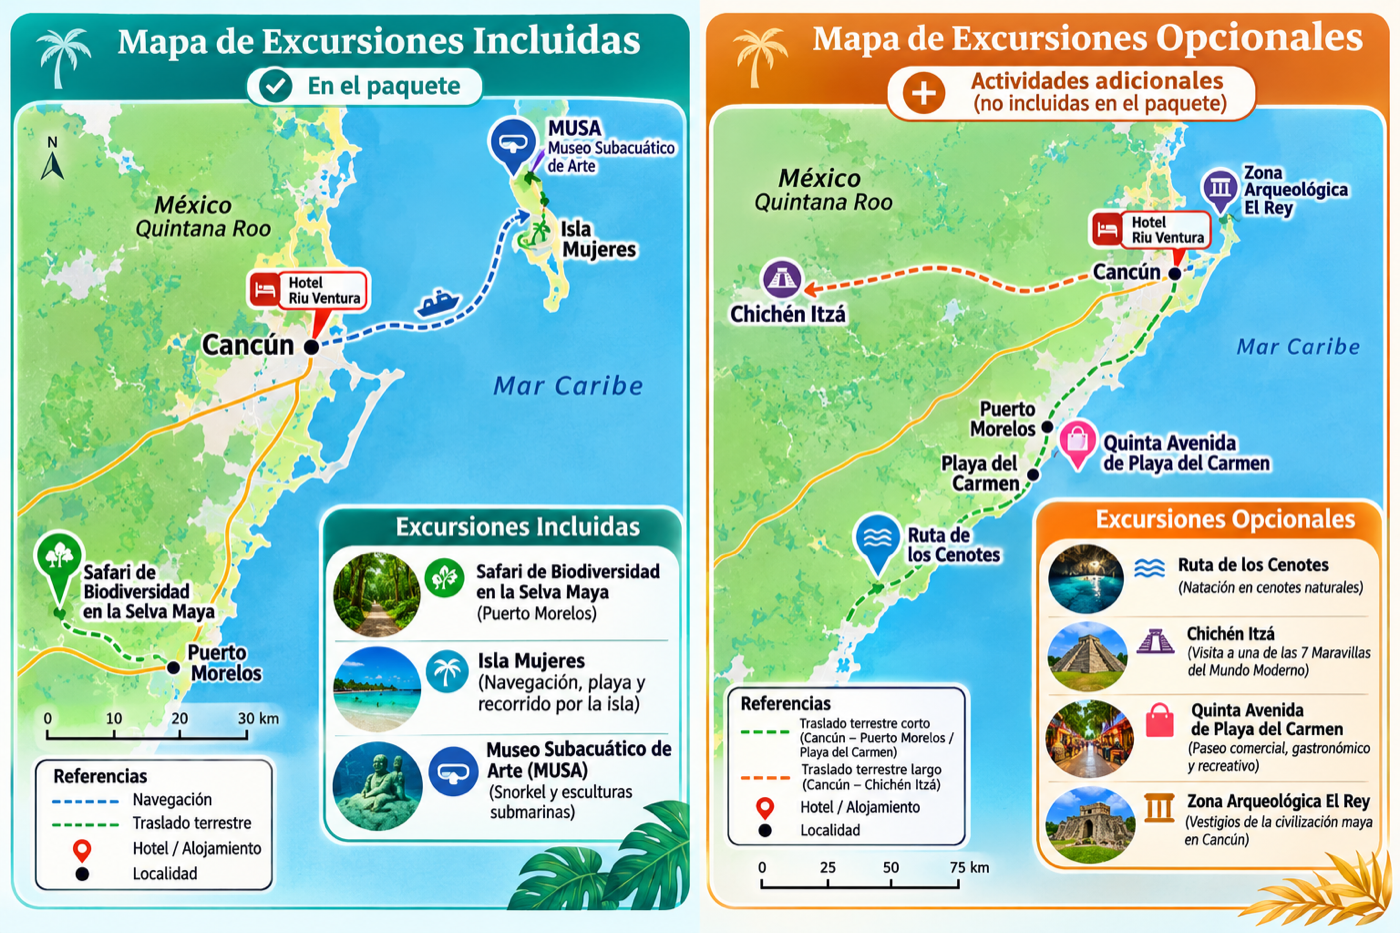 Mapa de Excursiones Incluidas
En el paquete
N
México
Quintana Roo
MUSA
Museo Subacuático
de Arte
Isla
Mujeres
Hotel
Riu Ventura
Cancún
Mar Caribe
Safari de
Biodiversidad
en la Selva Maya
Puerto
Morelos
0 10 20 30 km
Referencias
Navegación
Traslado terrestre
Hotel / Alojamiento
Localidad
Excursiones Incluidas
Safari de Biodiversidad
en la Selva Maya
(Puerto Morelos)
Isla Mujeres
(Navegación, playa y
recorrido por la isla)
Museo Subacuático de
Arte (MUSA)
(Snorkel y esculturas
submarinas)
Mapa de Excursiones Opcionales
Actividades adicionales
(no incluidas en el paquete)
México
Quintana Roo
Zona
Arqueológica
El Rey
Hotel
Riu Ventura
Cancún
Chichén Itzá
Mar Caribe
Puerto
Morelos
Quinta Avenida
de Playa del Carmen
Playa del
Carmen
Ruta de
los Cenotes
Referencias
Traslado terrestre corto
(Cancún – Puerto Morelos /
Playa del Carmen)
Traslado terrestre largo
(Cancún – Chichén Itzá)
Hotel / Alojamiento
Localidad
0 25 50 75 km
Excursiones Opcionales
Ruta de los Cenotes
(Natación en cenotes naturales)
Chichén Itzá
(Visita a una de las 7 Maravillas
del Mundo Moderno)
Quinta Avenida
de Playa del Carmen
(Paseo comercial, gastronómico
y recreativo)
Zona Arqueológica El Rey
(Vestigios de la civilización maya
en Cancún)